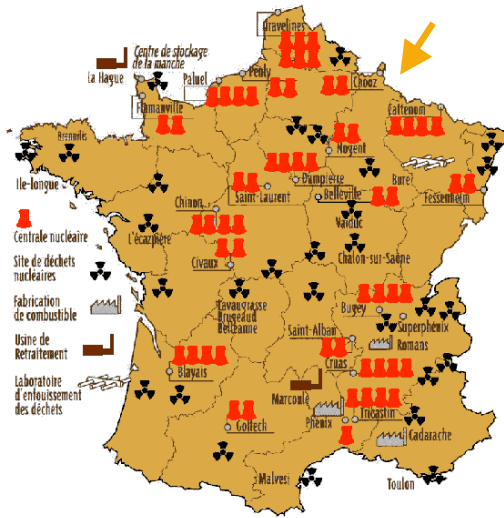 Gravelines
Centre de stockage
de la manche
La Hague
Paluel
Penly
Chooz
Flamanville
Cattenom
Brennilis
Nogent
Ile-longue
Dampierre
Saint-Laurent
Belleville
Bure
Fessenheim
Chinon
Centrale nucléaire
L'écarpière
Vaiduc
Civaux
Chalon-sur-Saône
Site de déchets
nucléaires
Lavaugrasse
Brugeaud
Bellzanne
Bugey
Fabrication
de combustible
Superphénix
Saint-Alban
Romans
Usine de
Retraitement
Blayais
Cruas
Laboratoire
d'enfouissement
des déchets
Marcoule
Golfech
Phénix
Tricastin
Cadarache
Malvesi
Toulon